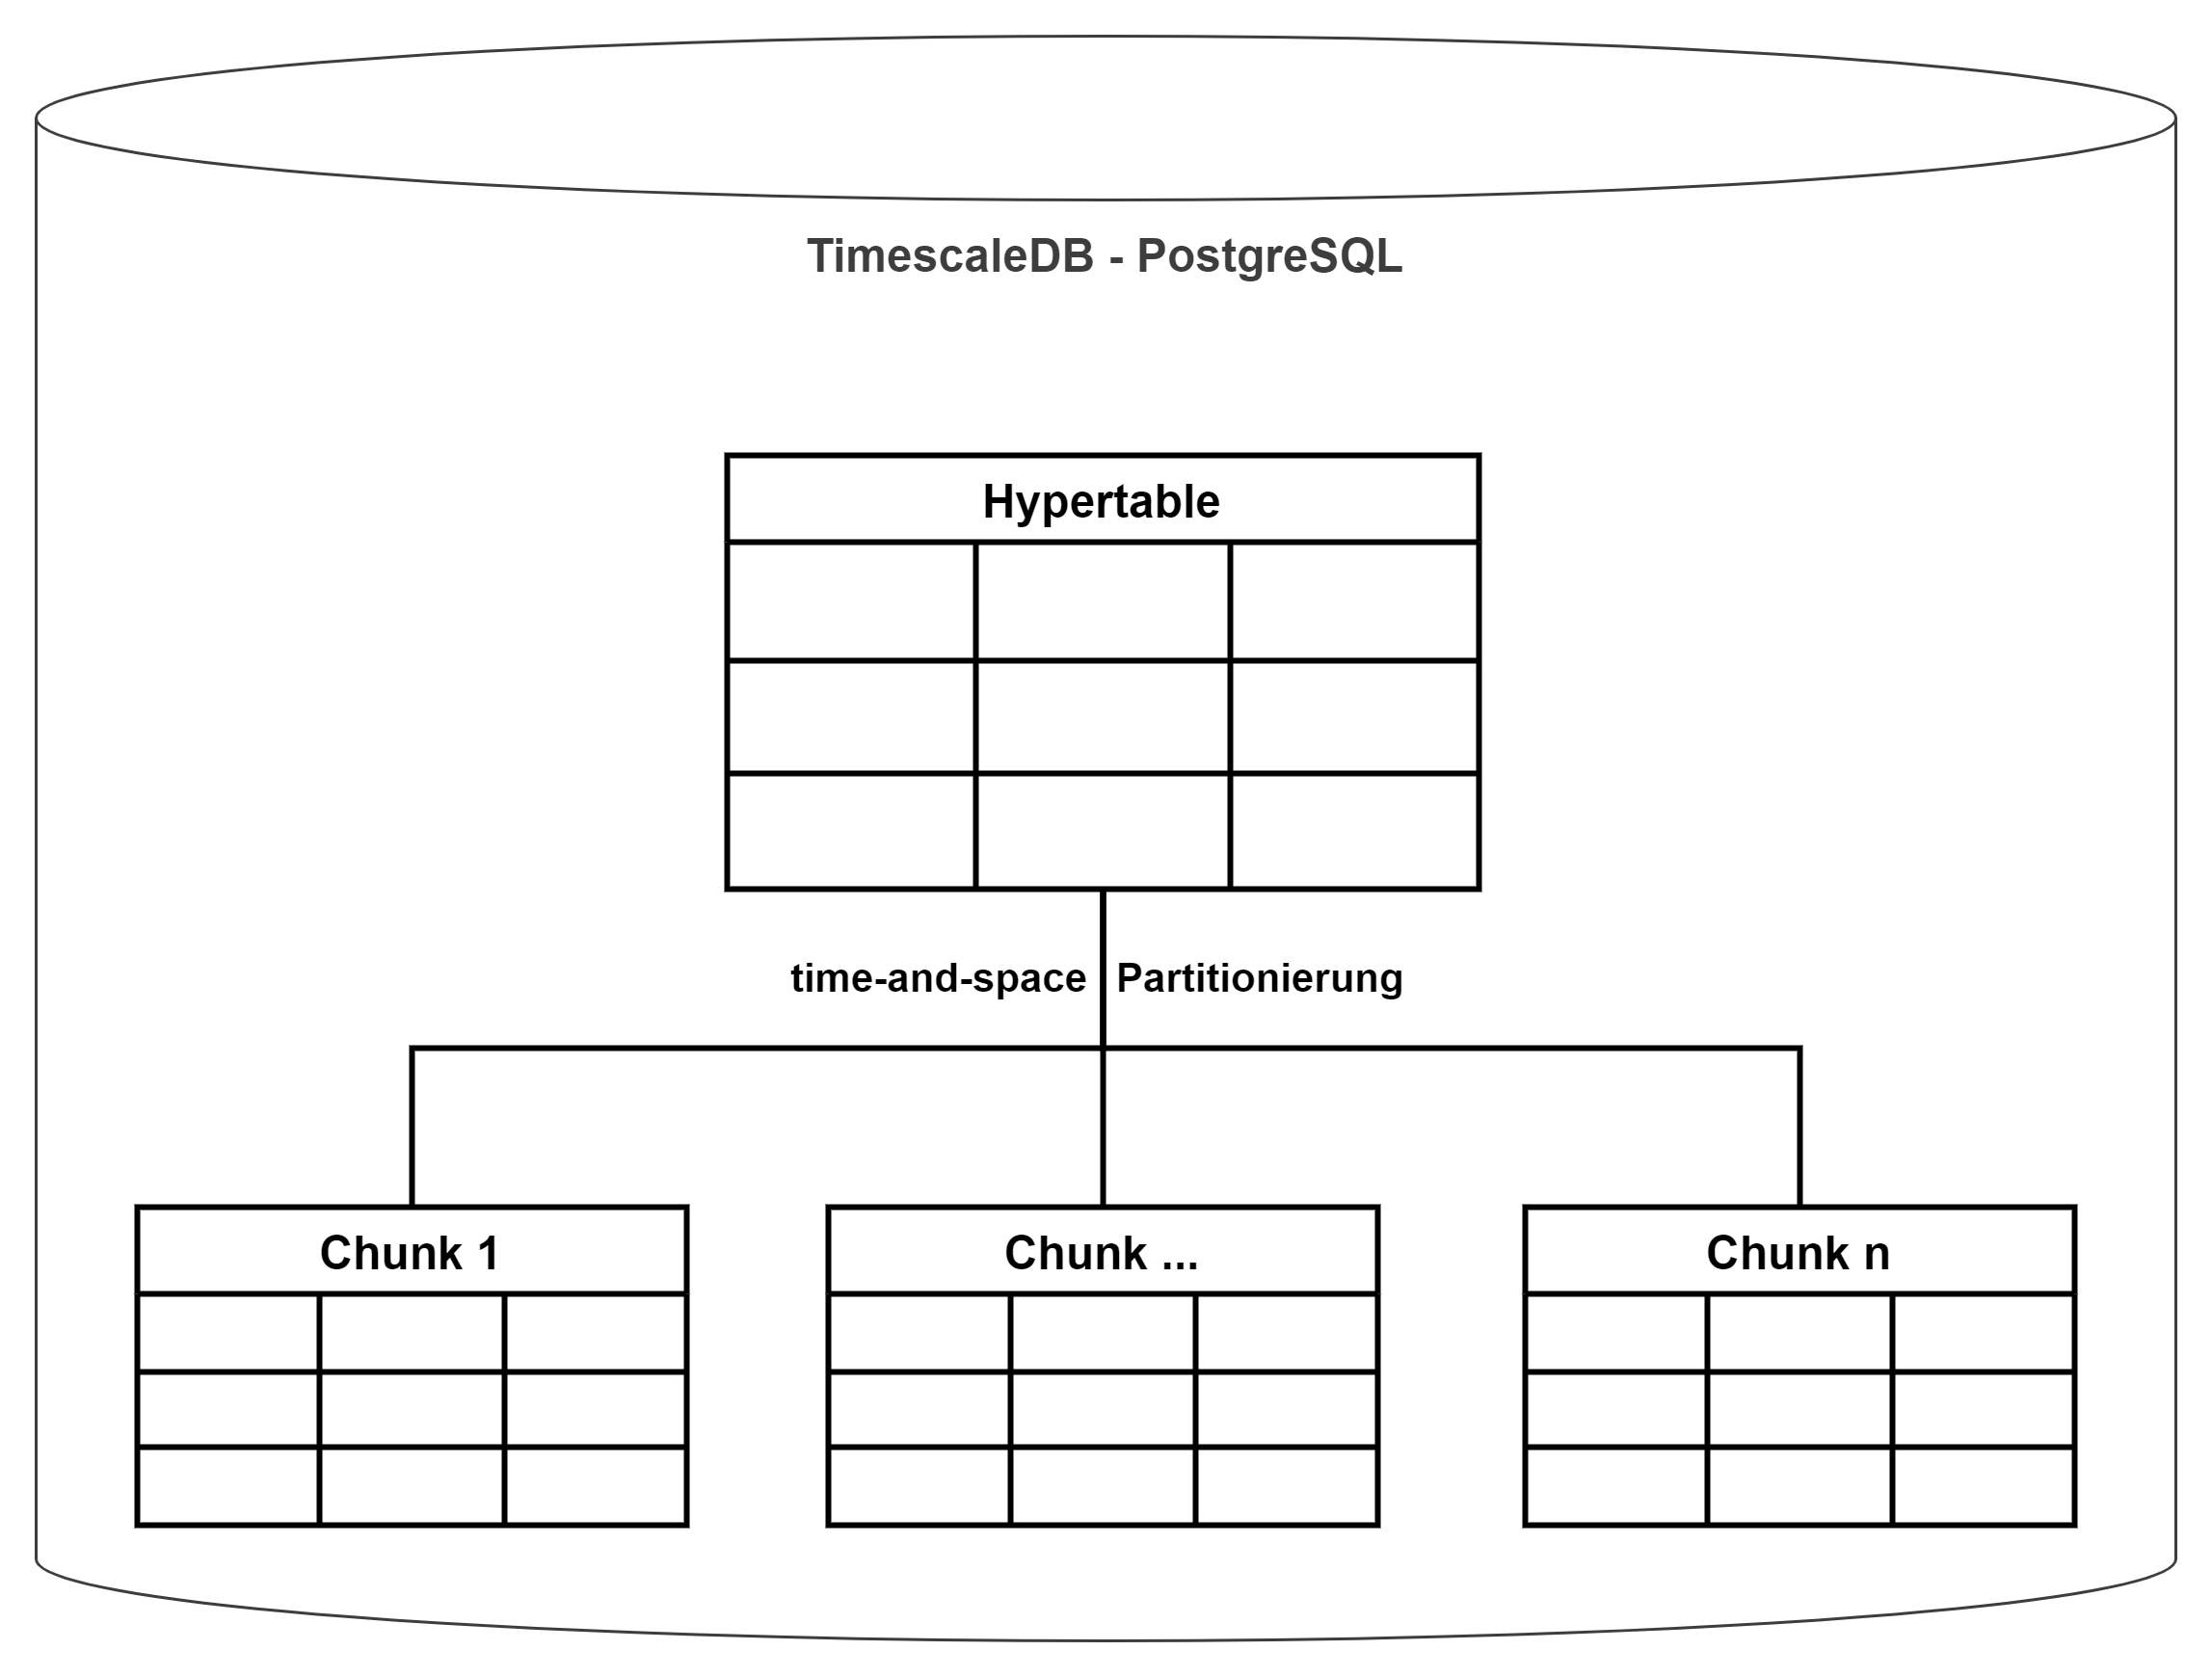 TimescaleDB - PostgreSQL
Hypertable
time-and-space Partitionierung
Chunk 1
Chunk ...
Chunk n